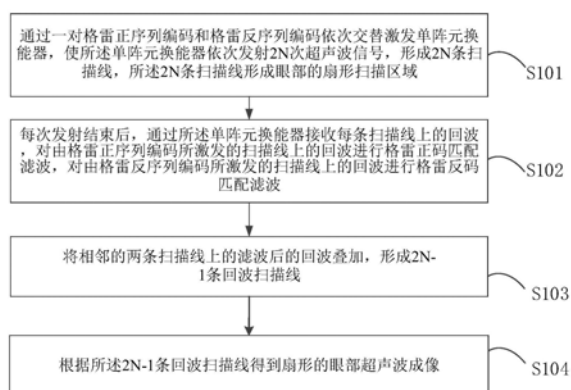 通过一对格雷正序列编码和格雷反序列编码依次交替激发单阵元换
能器，使所述单阵元换能器依次发射2N次超声波信号，形成2N条扫
描线，所述2N条扫描线形成眼部的扇形扫描区域
S101
每次发射结束后，通过所述单阵元换能器接收每条扫描线上的回波
，对由格雷正序列编码所激发的扫描线上的回波进行格雷正码匹配
滤波，对由格雷反序列编码所激发的扫描线上的回波进行格雷反码
匹配滤波
S102
将相邻的两条扫描线上的滤波后的回波叠加，形成2N-
1条回波扫描线
S103
根据所述2N-1条回波扫描线得到扇形的眼部超声波成像
S104